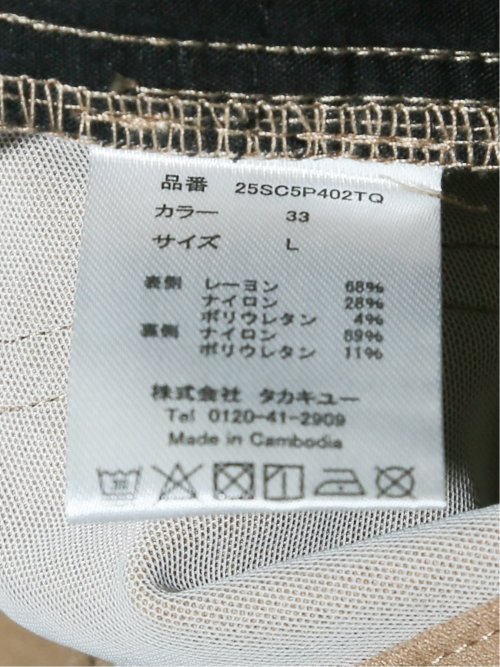 品番 25SC5P402TQ
カラー 33
サイズ L
表側 レーヨン 68%
ナイロン 28%
ポリウレタン 4%
裏側 ナイロン 89%
ポリウレタン 11%
株式会社 タカキュー
Tel 0120-41-2909
Made in Cambodia